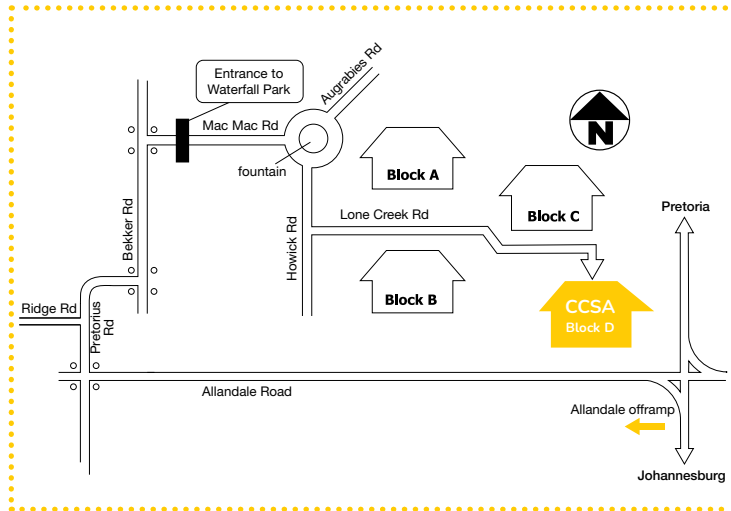 Entrance to
Waterfall Park
Augrabies Rd
Mac Mac Rd
fountain
N
Block A
Block C
Pretoria
Lone Creek Rd
Bekker Rd
Howick Rd
Block B
CCSA
Block D
Ridge Rd
Pretorius
Rd
Allandale Road
Allandale offramp
Johannesburg